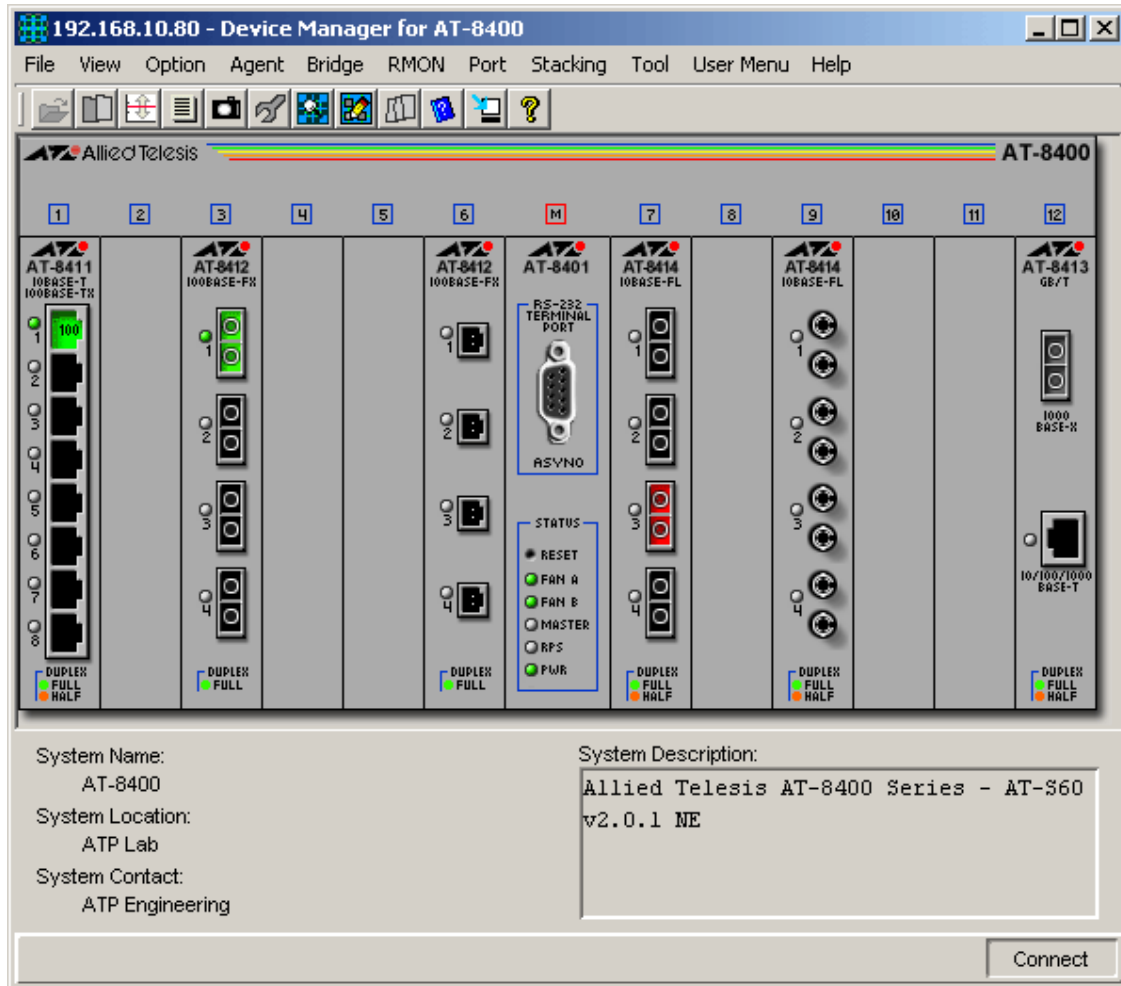 192.168.10.80 - Device Manager for AT-8400
File View Option Agent Bridge RMON Port Stacking Tool User Menu Help
Allied Telesis
AT-8400
1 2 3 4 5 6 M 7 8 9 10 11 12
AT-8411
10BASE-T
100BASE-TX
100
1
2
3
4
5
6
7
8
DUPLEX
FULL
HALF
AT-8412
100BASE-FX
1
2
3
4
DUPLEX
FULL
AT-8412
100BASE-FX
1
2
3
4
DUPLEX
FULL
AT-8401
RS-232
TERMINAL
PORT
ASYN0
STATUS
RESET
FAN A
FAN B
MASTER
RPS
PWR
AT-8414
10BASE-FL
1
2
3
4
DUPLEX
FULL
HALF
AT-8414
10BASE-FL
1
2
3
4
DUPLEX
FULL
HALF
AT-8413
GB/T
1000
BASE-X
10/100/1000
BASE-T
DUPLEX
FULL
HALF
System Name:
AT-8400
System Location:
ATP Lab
System Contact:
ATP Engineering
System Description:
Allied Telesis AT-8400 Series - AT-S60
v2.0.1 NE
Connect